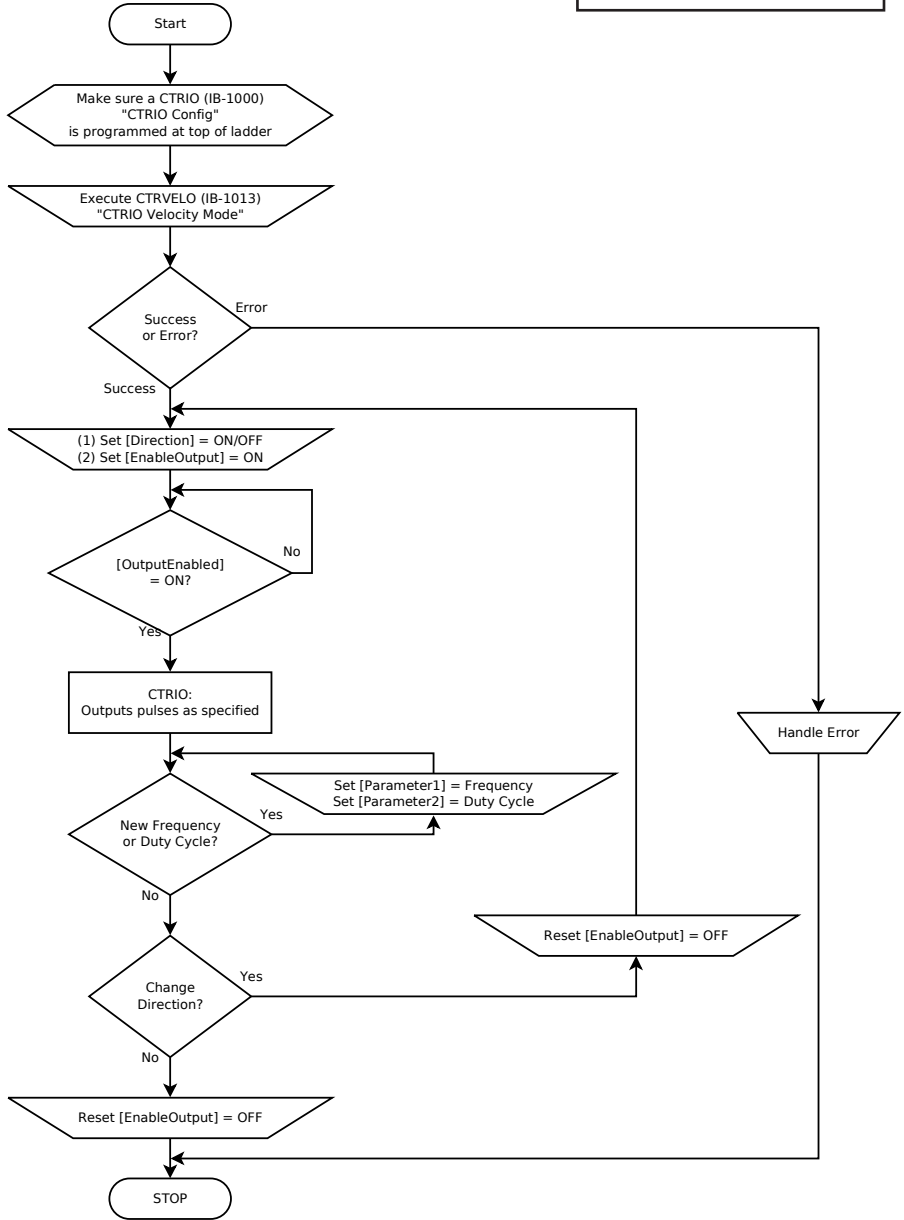 Start
Make sure a CTRIO (IB-1000)
"CTRIO Config"
is programmed at top of ladder
Execute CTRVELO (IB-1013)
"CTRIO Velocity Mode"
Success
or Error?
Error
Success
(1) Set [Direction] = ON/OFF
(2) Set [EnableOutput] = ON
[OutputEnabled]
= ON?
No
Yes
CTRIO:
Outputs pulses as specified
Handle Error
Set [Parameter1] = Frequency
Set [Parameter2] = Duty Cycle
New Frequency
or Duty Cycle?
Yes
No
Reset [EnableOutput] = OFF
Change
Direction?
Yes
No
Reset [EnableOutput] = OFF
STOP